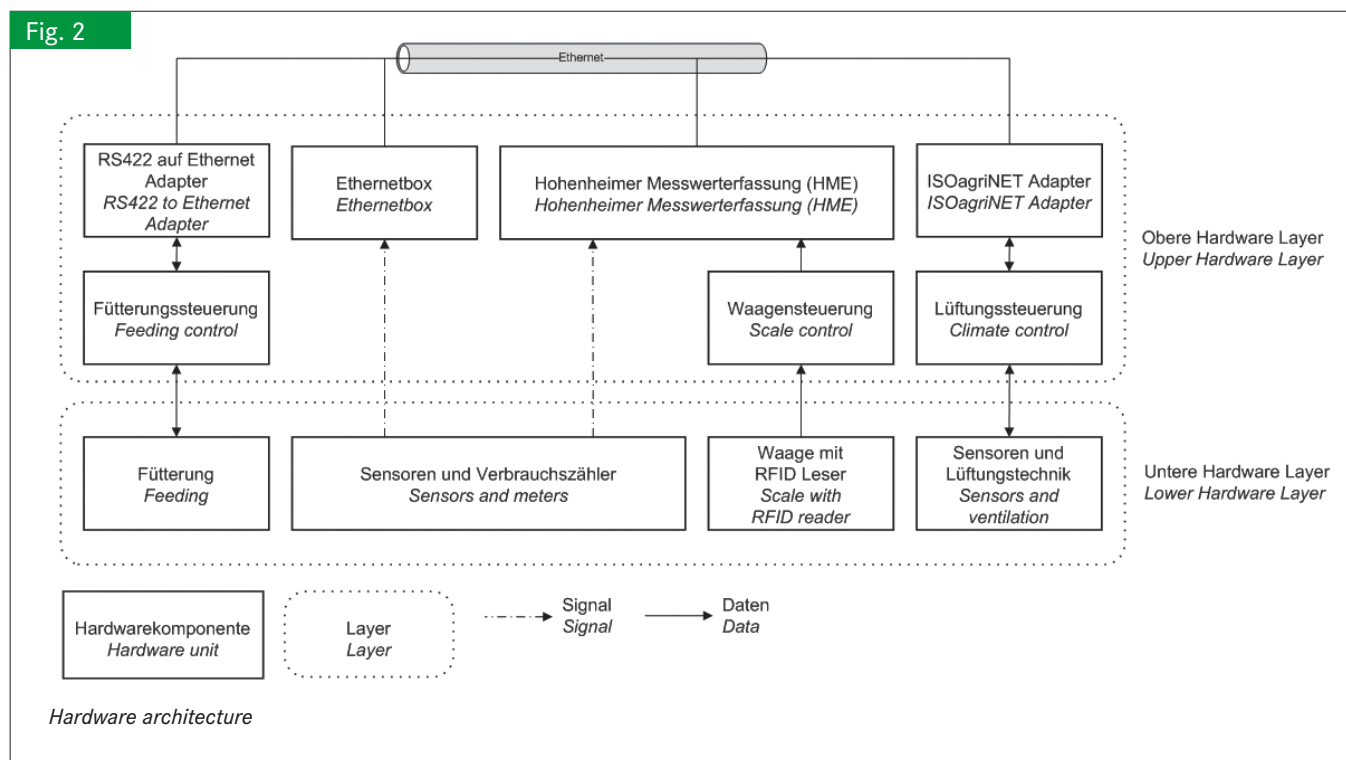 Fig. 2
Ethernet
RS422 auf Ethernet
Adapter
RS422 to Ethernet
Adapter
Ethernetbox
Ethernetbox
Hohenheimer Messwerterfassung (HME)
Hohenheimer Messwerterfassung (HME)
ISOagriNET Adapter
ISOagriNET Adapter
Obere Hardware Layer
Upper Hardware Layer
Fütterungssteuerung
Feeding control
Waagensteuerung
Scale control
Lüftungssteuerung
Climate control
Fütterung
Feeding
Sensoren und Verbrauchszähler
Sensors and meters
Waage mit
RFID Leser
Scale with
RFID reader
Sensoren und
Lüftungstechnik
Sensors and
ventilation
Untere Hardware Layer
Lower Hardware Layer
Hardwarekomponente
Hardware unit
Layer
Layer
Signal
Signal
Daten
Data
Hardware architecture